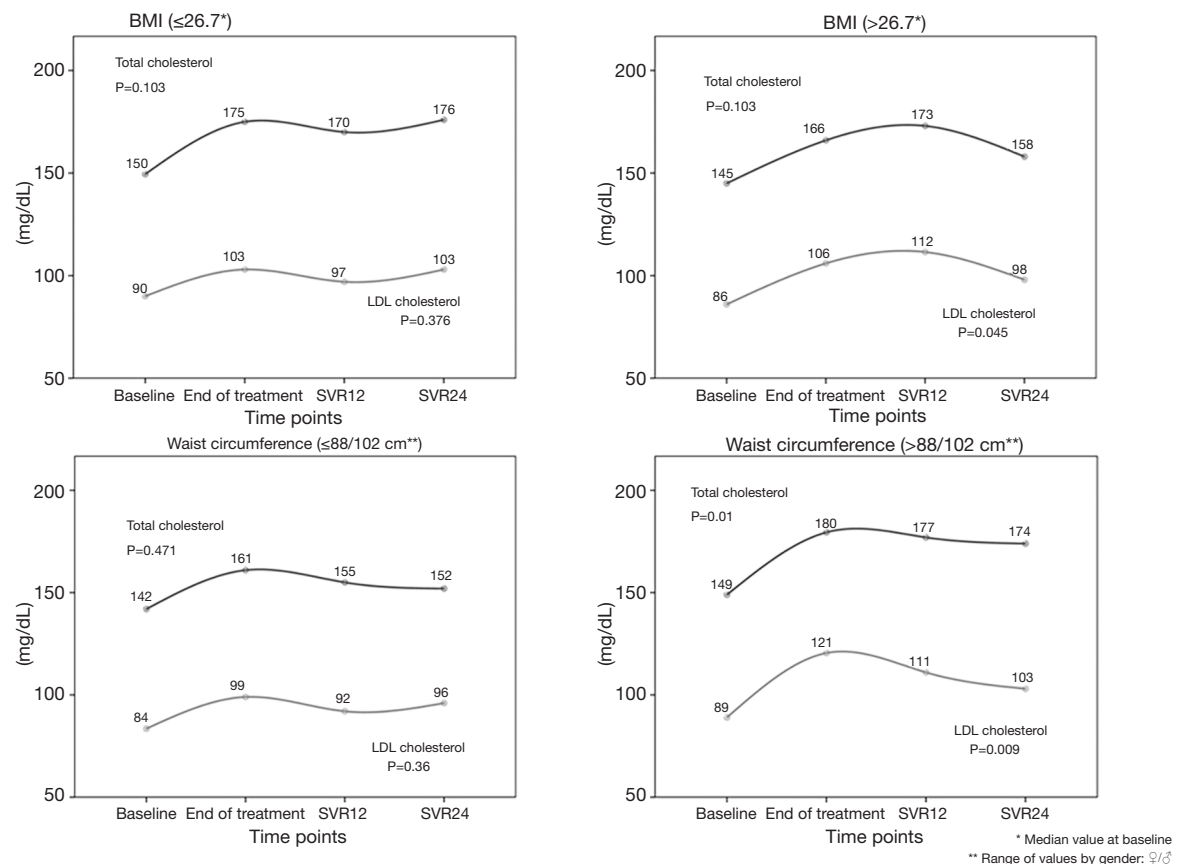 BMI (≤26.7*)
200
150
100
50
(mg/dL)
Total cholesterol
P=0.103
150
175
170
176
90
103
97
103
LDL cholesterol
P=0.376
Baseline End of treatment SVR12 SVR24
Time points
BMI (>26.7*)
200
150
100
50
(mg/dL)
Total cholesterol
P=0.103
145
166
173
158
86
106
112
98
LDL cholesterol
P=0.045
Baseline End of treatment SVR12 SVR24
Time points
Waist circumference (≤88/102 cm**)
200
150
100
50
(mg/dL)
Total cholesterol
P=0.471
142
161
155
152
84
99
92
96
LDL cholesterol
P=0.36
Baseline End of treatment SVR12 SVR24
Time points
Waist circumference (>88/102 cm**)
200
150
100
50
(mg/dL)
Total cholesterol
P=0.01
149
180
177
174
89
121
111
103
LDL cholesterol
P=0.009
Baseline End of treatment SVR12 SVR24
Time points
* Median value at baseline
** Range of values by gender: ♀/♂